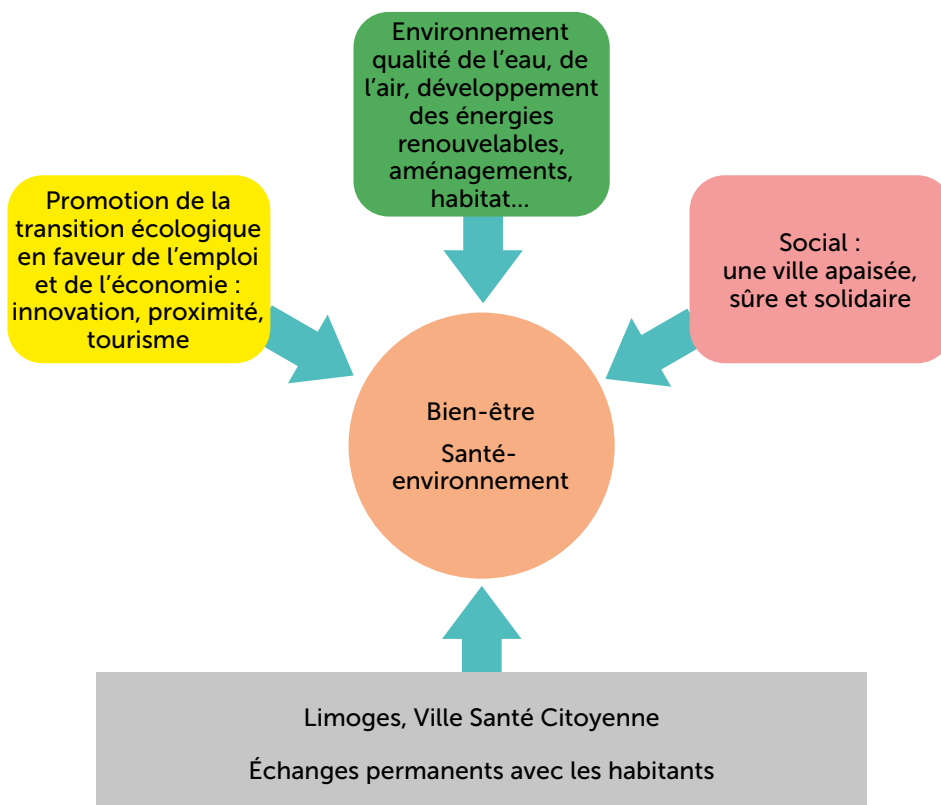 Environnement
qualité de l’eau, de
l’air, développement
des énergies
renouvelables,
aménagements,
habitat...
Promotion de la
transition écologique
en faveur de l’emploi
et de l’économie :
innovation, proximité,
tourisme
Social :
une ville apaisée,
sûre et solidaire
Bien-être
Santé-
environnement
Limoges, Ville Santé Citoyenne
Échanges permanents avec les habitants